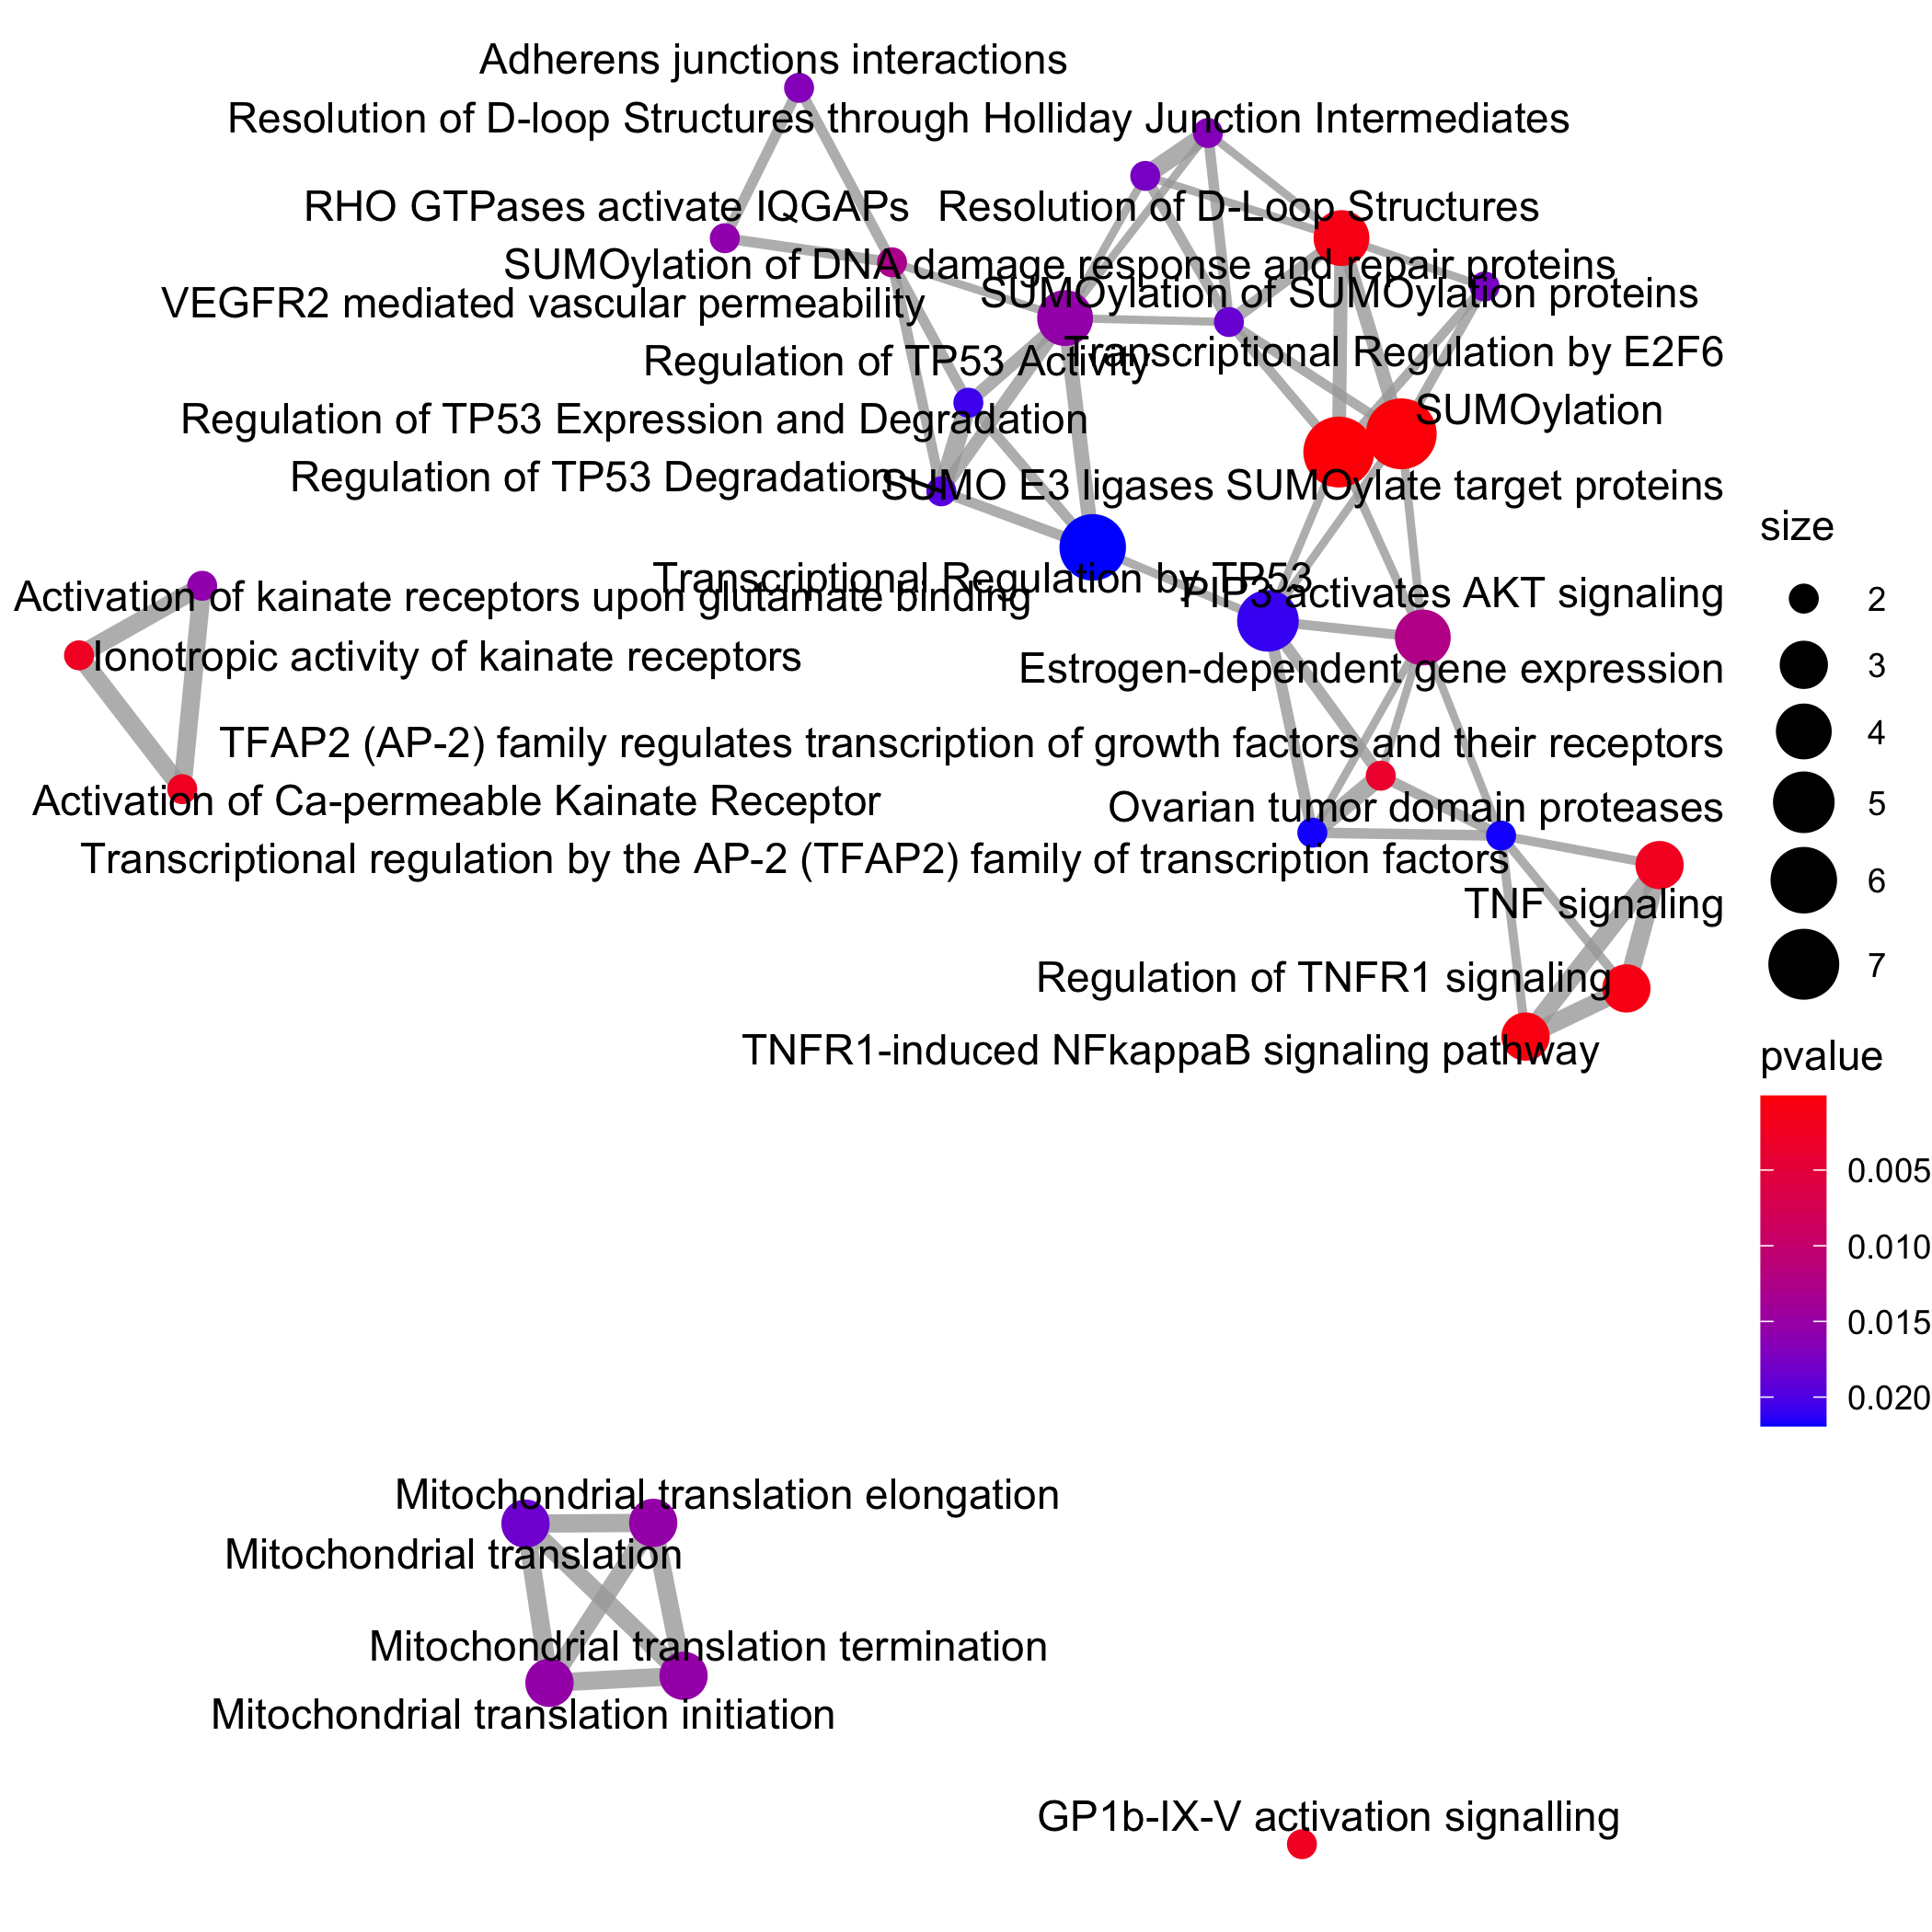 Adherens junctions interactions
Resolution of D-loop Structures through Holliday Junction Intermediates
RHO GTPases activate IQGAPs
Resolution of D-Loop Structures
SUMOylation of DNA damage response and repair proteins
SUMOylation of SUMOylation proteins
VEGFR2 mediated vascular permeability
Transcriptional Regulation by E2F6
Regulation of TP53 Activity
SUMOylation
Regulation of TP53 Expression and Degradation
Regulation of TP53 Degradation
SUMO E3 ligases SUMOylate target proteins
Transcriptional Regulation by TP53
PIP3 activates AKT signaling
Activation of kainate receptors upon glutamate binding
Ionotropic activity of kainate receptors
Estrogen-dependent gene expression
TFAP2 (AP-2) family regulates transcription of growth factors and their receptors
Activation of Ca-permeable Kainate Receptor
Ovarian tumor domain proteases
Transcriptional regulation by the AP-2 (TFAP2) family of transcription factors
TNF signaling
Regulation of TNFR1 signaling
TNFR1-induced NFkappaB signaling pathway
Mitochondrial translation elongation
Mitochondrial translation
Mitochondrial translation termination
Mitochondrial translation initiation
GP1b-IX-V activation signalling
size
2
3
4
5
6
7
pvalue
0.005
0.010
0.015
0.020